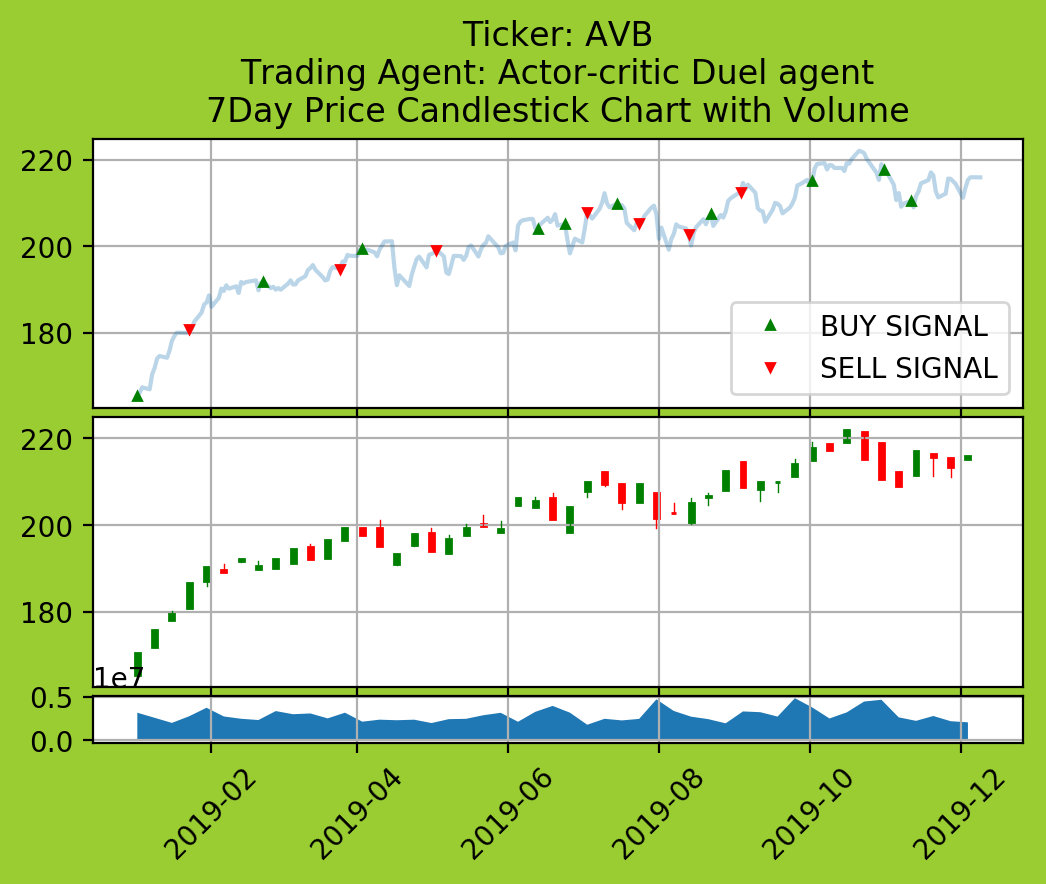 Ticker: AVB
Trading Agent: Actor-critic Duel agent
7Day Price Candlestick Chart with Volume
220
200
180
BUY SIGNAL
SELL SIGNAL
220
200
180
1e7
0.5
0.0
2019-02
2019-04
2019-06
2019-08
2019-10
2019-12